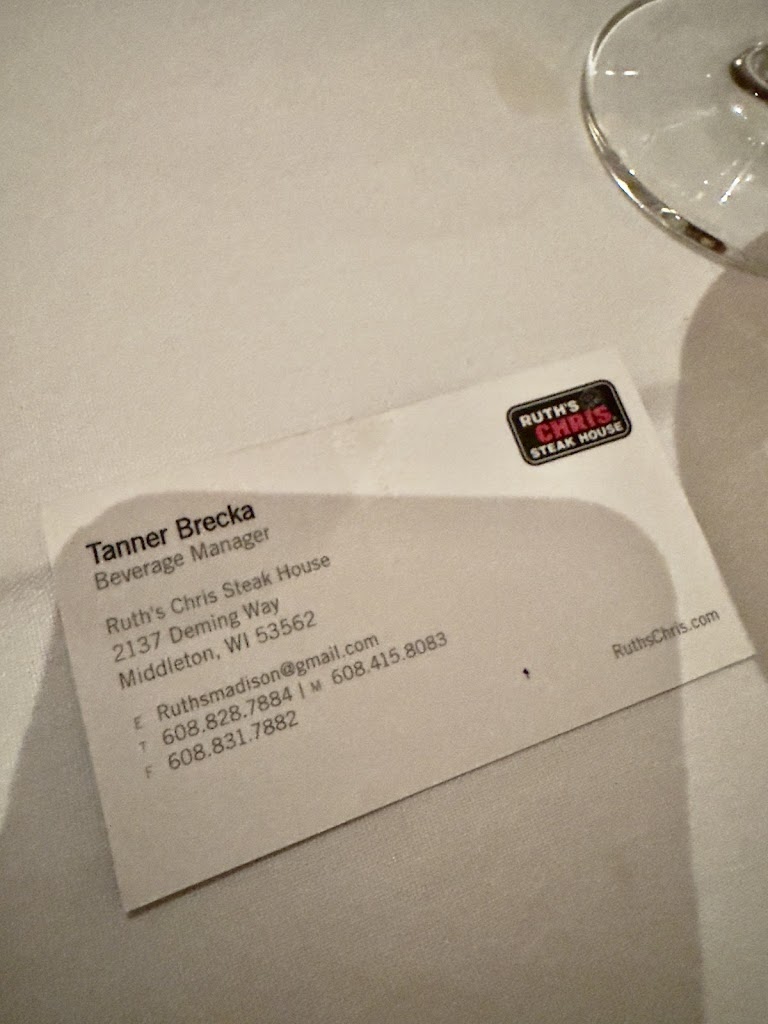 RUTH'S
CHRIS
STEAK HOUSE
Tanner Brecka
Beverage Manager
Ruth's Chris Steak House
2137 Deming Way
Middleton, WI 53562
E Ruthsmadison@gmail.com
T 608.828.7884 | M 608.415.8083
F 608.831.7882
RuthsChris.com